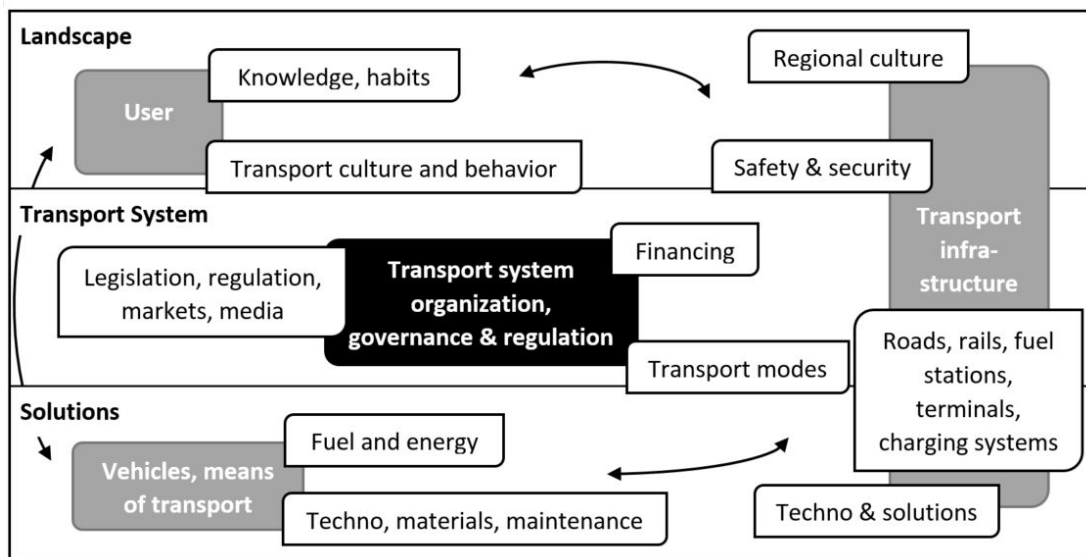 Landscape
Regional culture
Knowledge, habits
User
Transport culture and behavior
Safety & security
Transport System
Transport
infra-
structure
Financing
Legislation, regulation,
markets, media
Transport system
organization,
governance & regulation
Transport modes
Roads, rails, fuel
stations,
terminals,
charging systems
Solutions
Fuel and energy
Vehicles, means
of transport
Techno, materials, maintenance
Techno & solutions